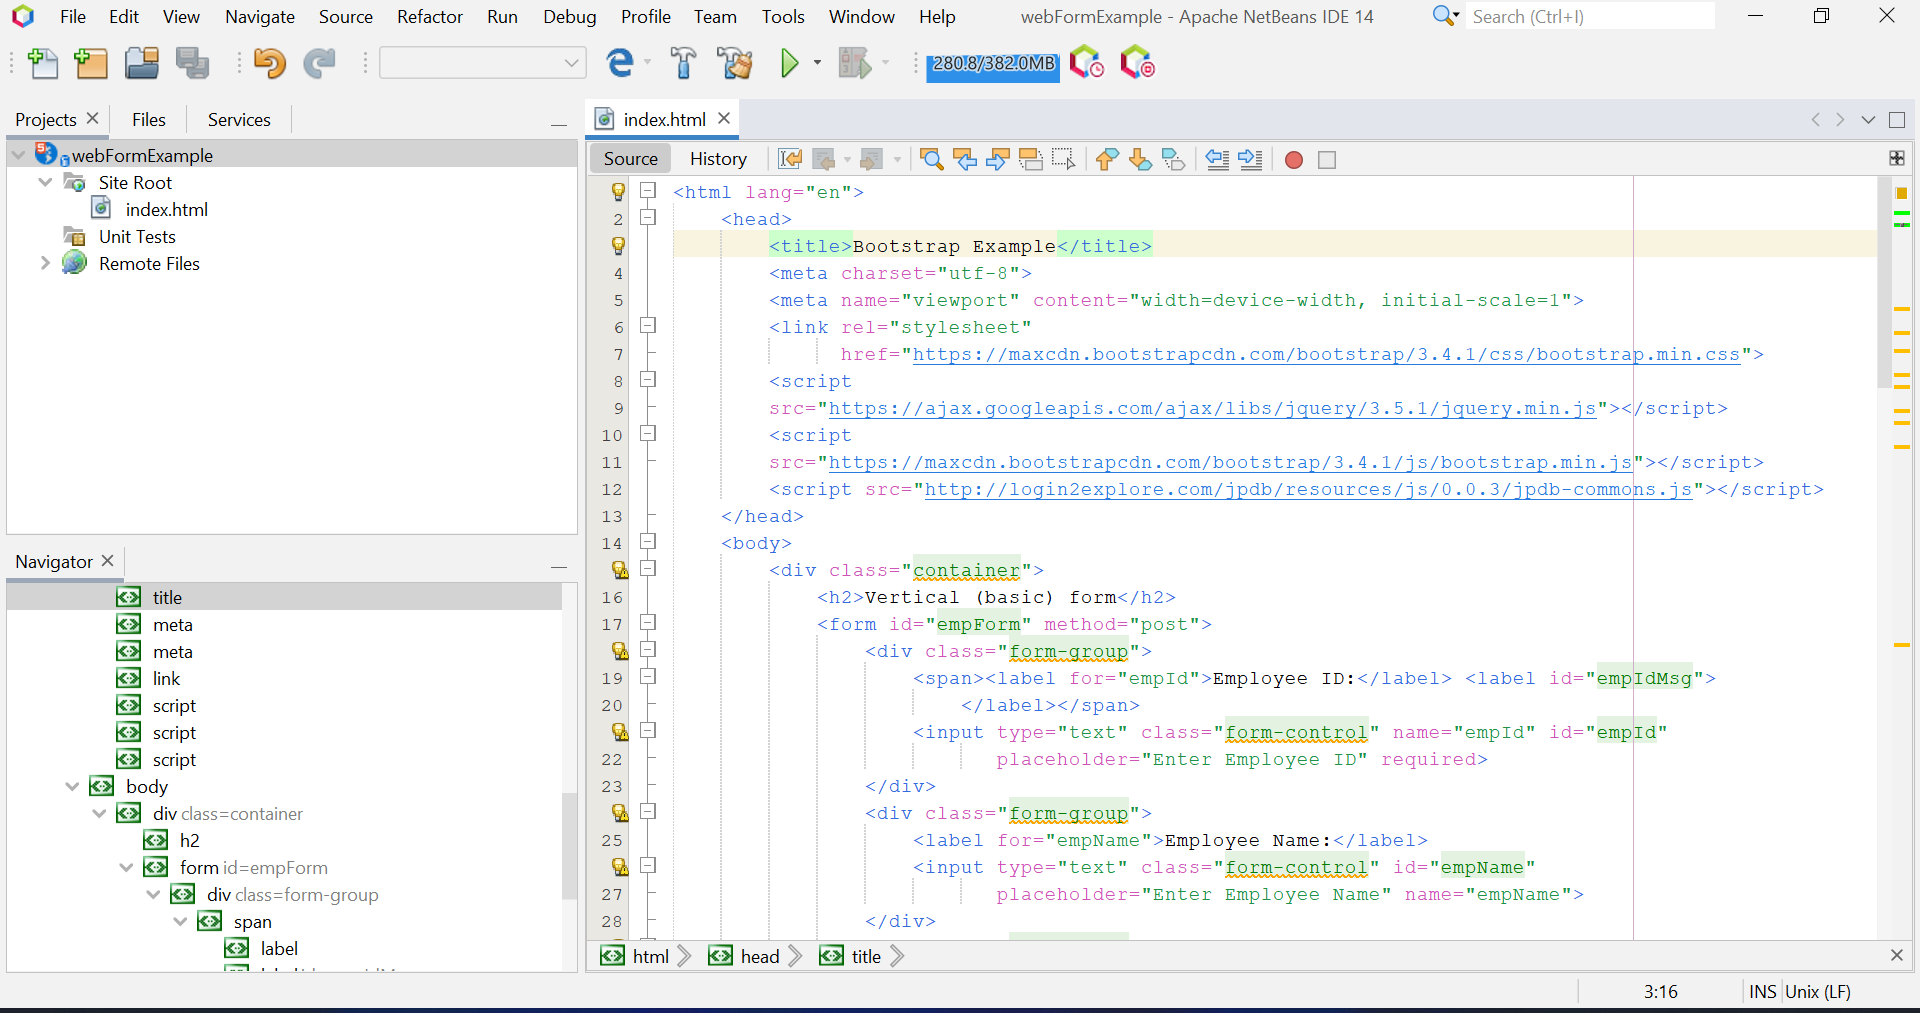 File Edit View Navigate Source Refactor Run Debug Profile Team Tools Window Help webFormExample - Apache NetBeans IDE 14 Search (Ctrl+I)
280.8/382.0MB
Projects Files Services
webFormExample
Site Root
index.html
Unit Tests
Remote Files
Navigator
title
meta
meta
link
script
script
script
body
div class=container
h2
form id=empForm
div class=form-group
span
label
index.html
Source History
<html lang="en">
2 <head>
<title>Bootstrap Example</title>
4 <meta charset="utf-8">
5 <meta name="viewport" content="width=device-width, initial-scale=1">
6 <link rel="stylesheet"
7 href="https://maxcdn.bootstrapcdn.com/bootstrap/3.4.1/css/bootstrap.min.css">
8 <script
9 src="https://ajax.googleapis.com/ajax/libs/jquery/3.5.1/jquery.min.js"></script>
10 <script
11 src="https://maxcdn.bootstrapcdn.com/bootstrap/3.4.1/js/bootstrap.min.js"></script>
12 <script src="http://login2explore.com/jpdb/resources/js/0.0.3/jpdb-commons.js"></script>
13 </head>
14 <body>
<div class="container">
16 <h2>Vertical (basic) form</h2>
17 <form id="empForm" method="post">
<div class="form-group">
19 <span><label for="empId">Employee ID:</label> <label id="empIdMsg">
20 </label></span>
<input type="text" class="form-control" name="empId" id="empId"
22 placeholder="Enter Employee ID" required>
23 </div>
<div class="form-group">
25 <label for="empName">Employee Name:</label>
<input type="text" class="form-control" id="empName"
27 placeholder="Enter Employee Name" name="empName">
28 </div>
html head title
3:16 INS Unix (LF)